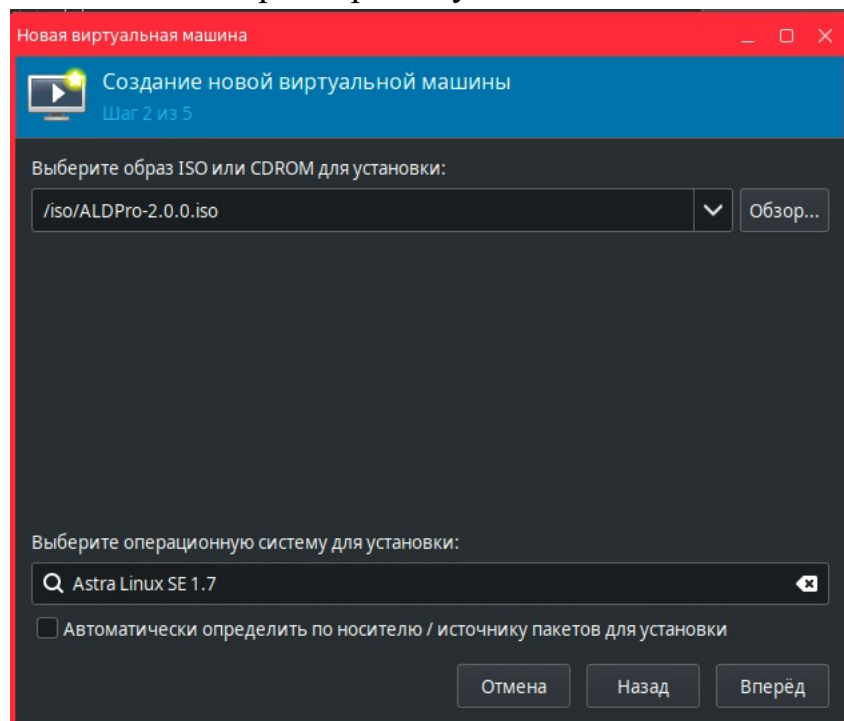 Новая виртуальная машина
Создание новой виртуальной машины
Шаг 2 из 5
Выберите образ ISO или CDROM для установки:
/iso/ALDPro-2.0.0.iso
Обзор...
Выберите операционную систему для установки:
Astra Linux SE 1.7
Автоматически определить по носителю / источнику пакетов для установки
Отмена Назад Вперёд